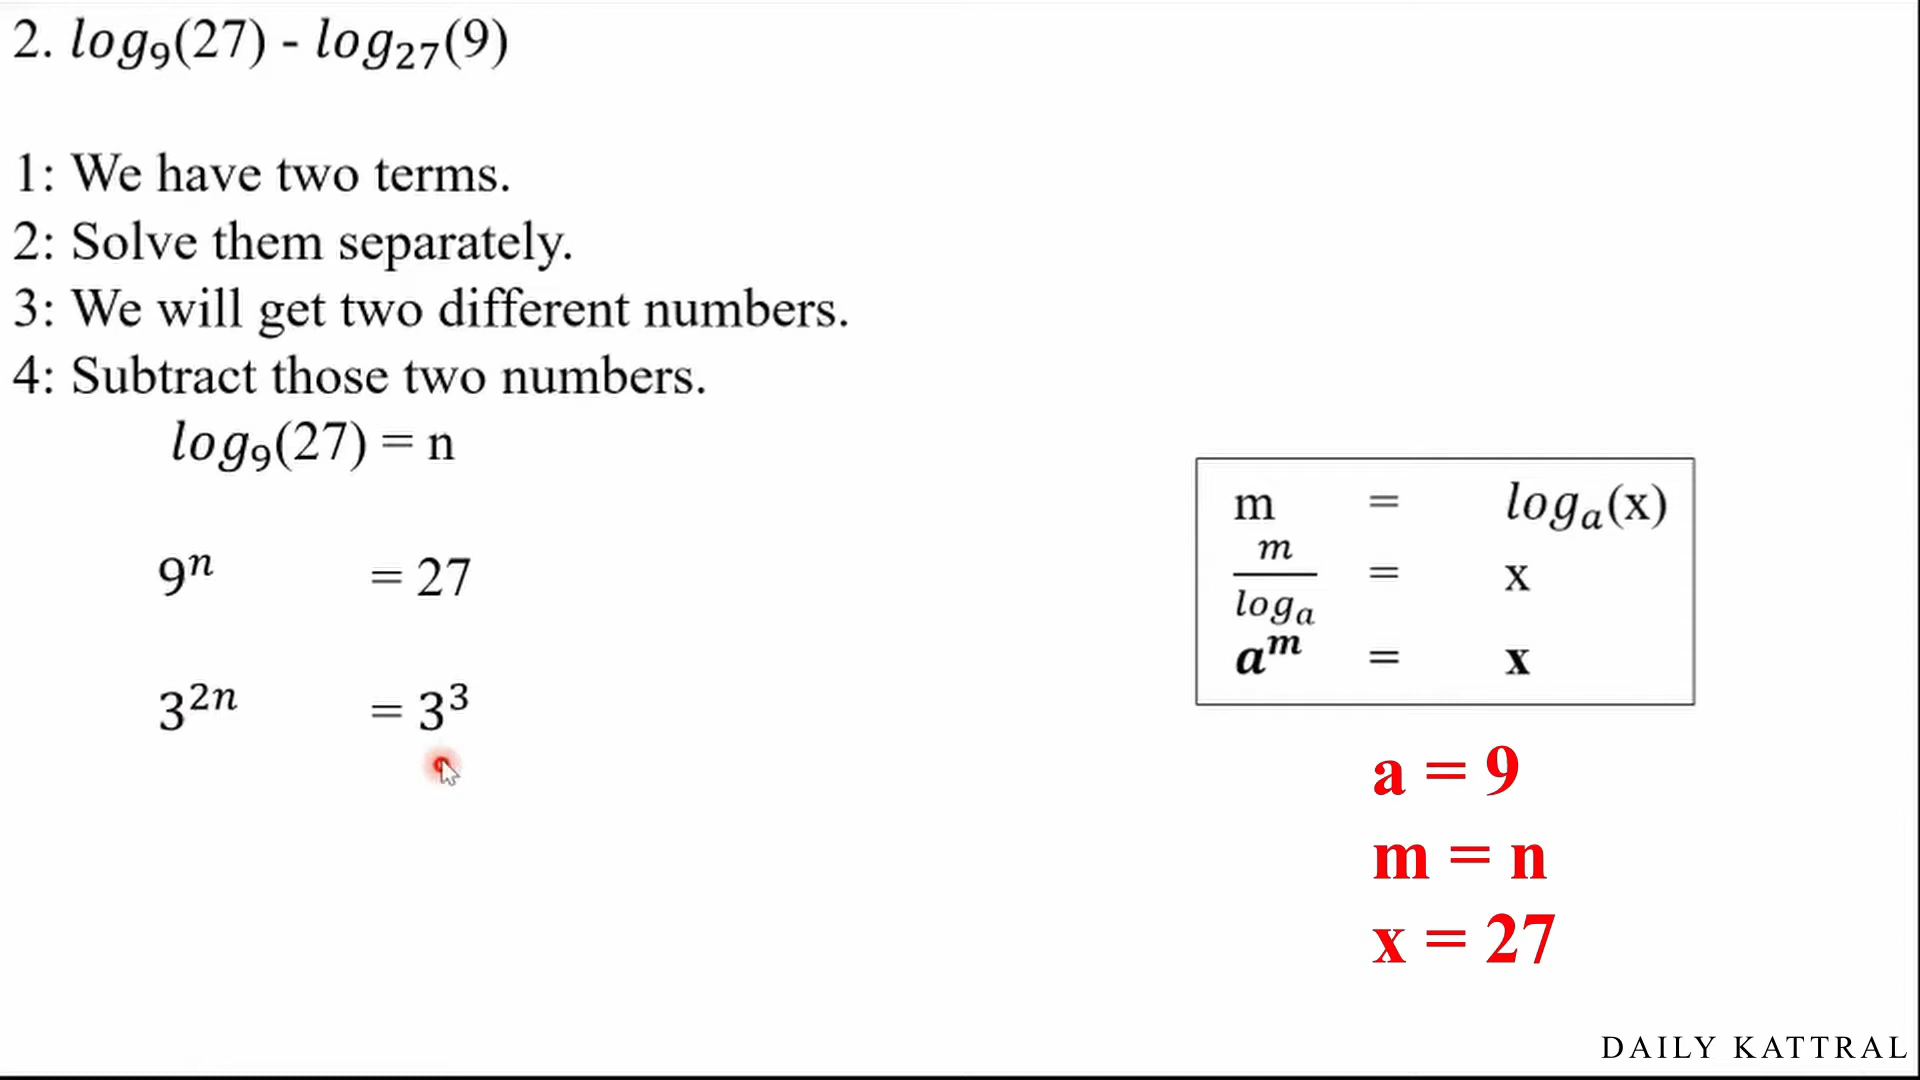 2. log₉(27) - log₂₇(9)
1: We have two terms.
2: Solve them separately.
3: We will get two different numbers.
4: Subtract those two numbers.
log₉(27) = n
9ⁿ = 27
3²ⁿ = 3³
m = logₐ(x)
m/logₐ = x
aᵐ = x
a = 9
m = n
x = 27
DAILY KATTRAL